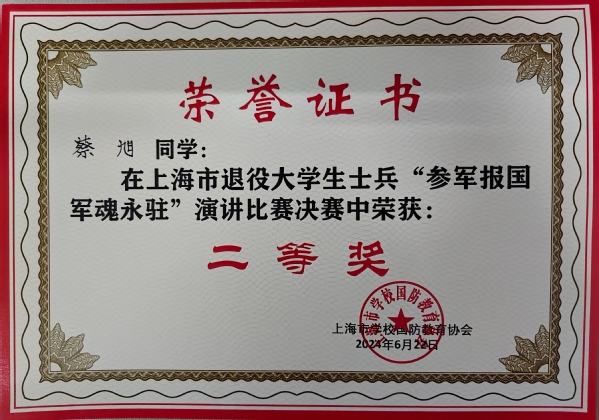 荣誉证书
蔡旭 同学：
在上海市退役大学生士兵“参军报国
军魂永驻”演讲比赛决赛中荣获：
二等奖
上海市学校国防教育协会
2024年6月22日